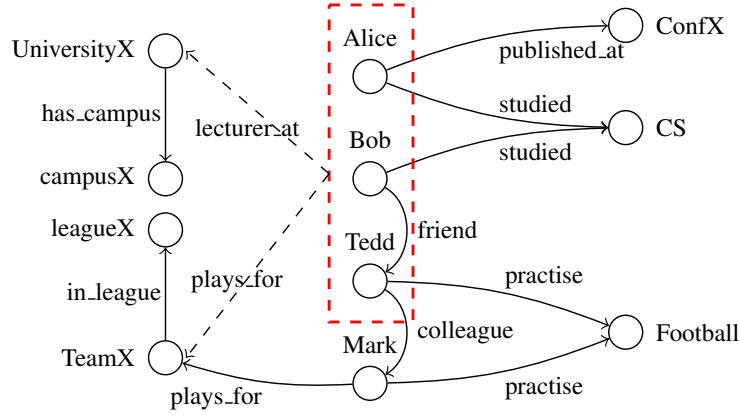 Alice
ConfX
UniversityX
published_at
has_campus
lecturer_at
studied
CS
Bob
studied
campusX
leagueX
friend
Tedd
in_league
plays_for
practise
colleague
Football
TeamX
Mark
plays_for
practise